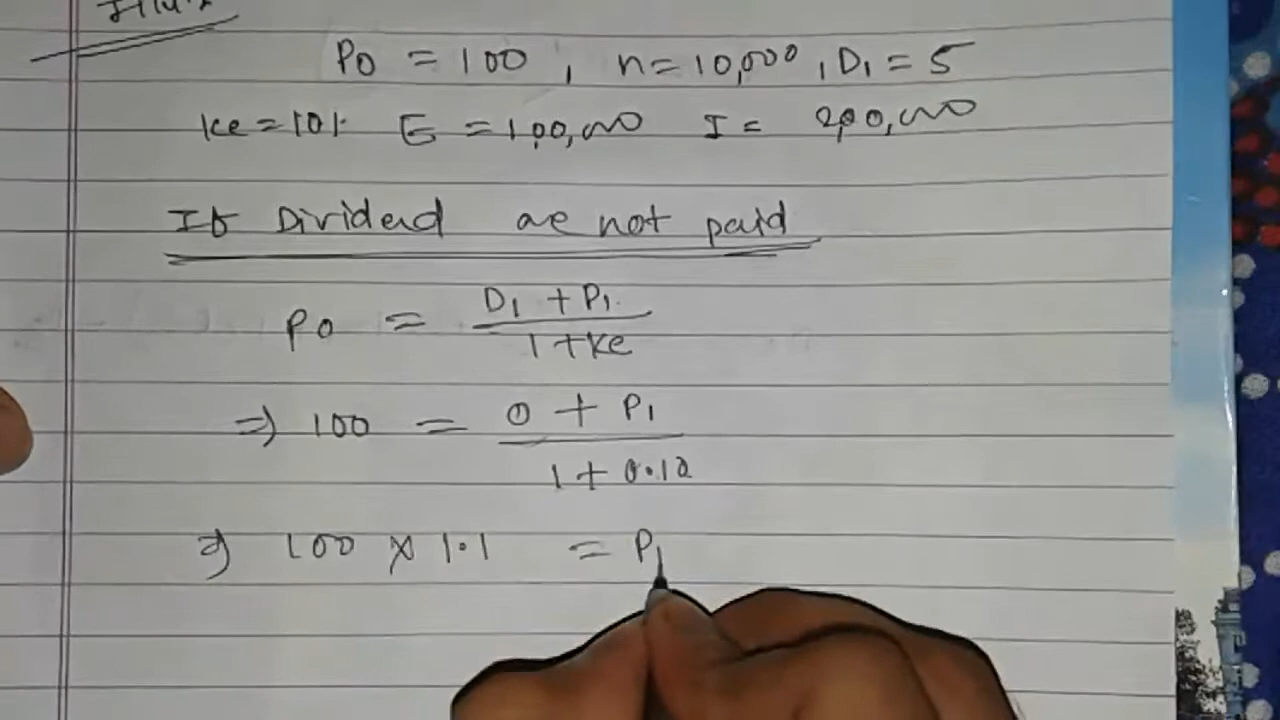 P0 = 100, n=10,000, D1 = 5
ke=10%. E = 1,00,000 I = 2,00,000
If Dividend are not paid
P0 = D1 + P1 / 1+ke
⇒ 100 = 0 + P1 / 1+ 0.10
⇒ 100 × 1.1 = P1